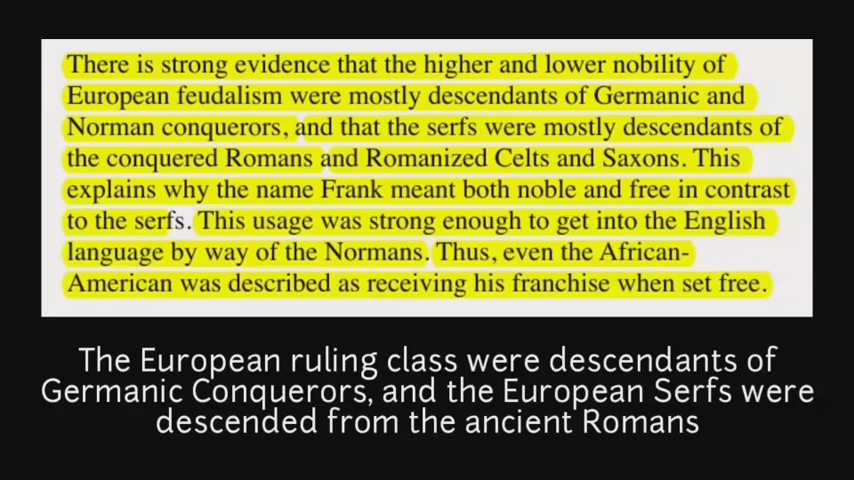 There is strong evidence that the higher and lower nobility of
European feudalism were mostly descendants of Germanic and
Norman conquerors, and that the serfs were mostly descendants of
the conquered Romans and Romanized Celts and Saxons. This
explains why the name Frank meant both noble and free in contrast
to the serfs. This usage was strong enough to get into the English
language by way of the Normans. Thus, even the African-
American was described as receiving his franchise when set free.
The European ruling class were descendants of
Germanic Conquerors, and the European Serfs were
descended from the ancient Romans